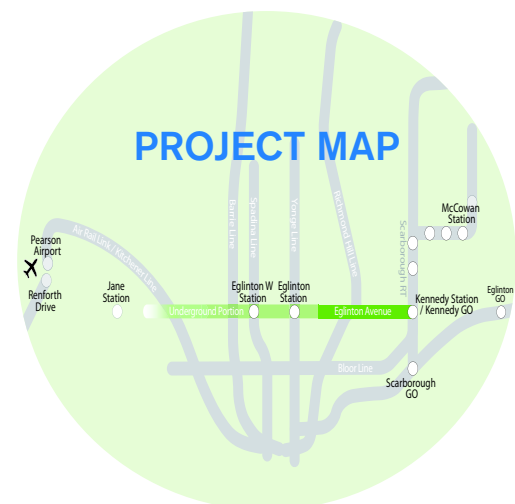 PROJECT MAP
Barrie Line
Spadina Line
Yonge Line
Richmond Hill Line
Scarborough RT
McCowan
Station
Air Rail Link / Kitchener Line
Pearson
Airport
Renforth
Drive
Jane
Station
Eglinton W
Station
Eglinton
Station
Kennedy Station
/ Kennedy GO
Eglinton
GO
Underground Portion
Eglinton Avenue
Bloor Line
Scarborough
GO